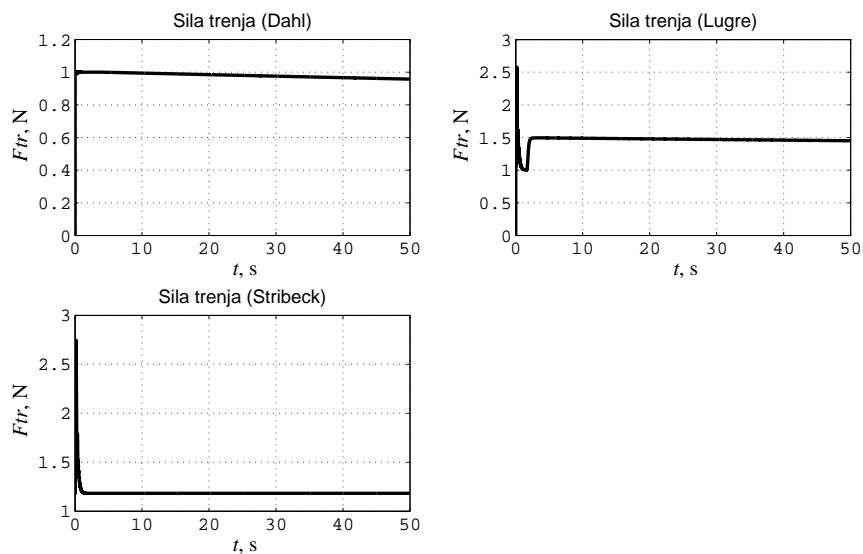 Sila trenja (Dahl)
1.2
1
0.8
0.6
0.4
0.2
0
Ftr, N
0 10 20 30 40 50
t, s
Sila trenja (Lugre)
3
2.5
2
1.5
1
0.5
0
Ftr, N
0 10 20 30 40 50
t, s
Sila trenja (Stribeck)
3
2.5
2
1.5
1
Ftr, N
0 10 20 30 40 50
t, s